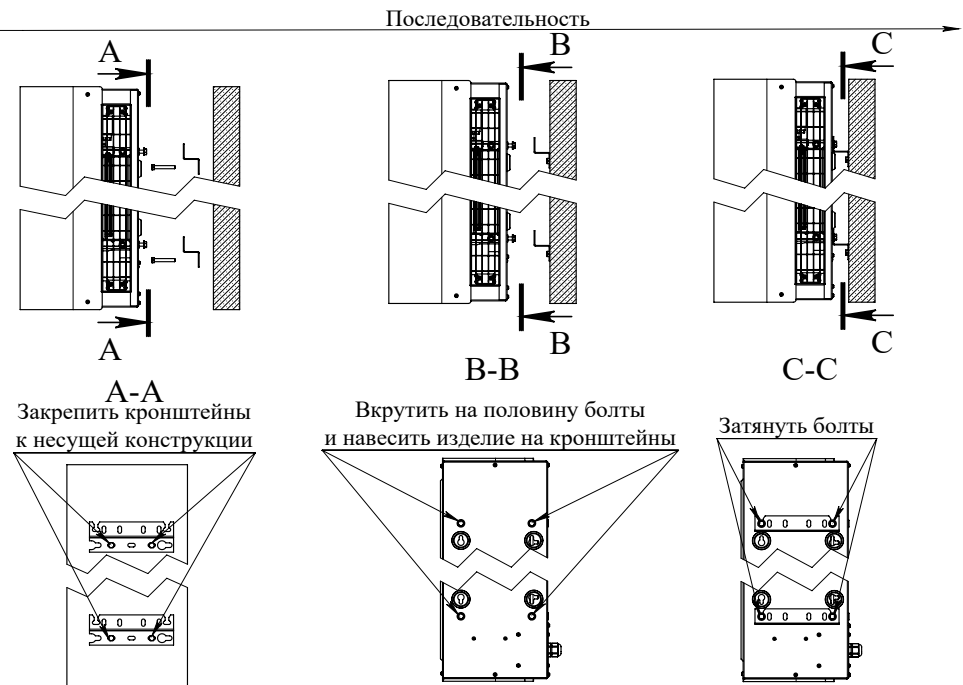 Последовательность
A
B
C
A
B
C
A-A
B-B
C-C
Закрепить кронштейны
к несущей конструкции
Вкрутить на половину болты
и навесить изделие на кронштейны
Затянуть болты